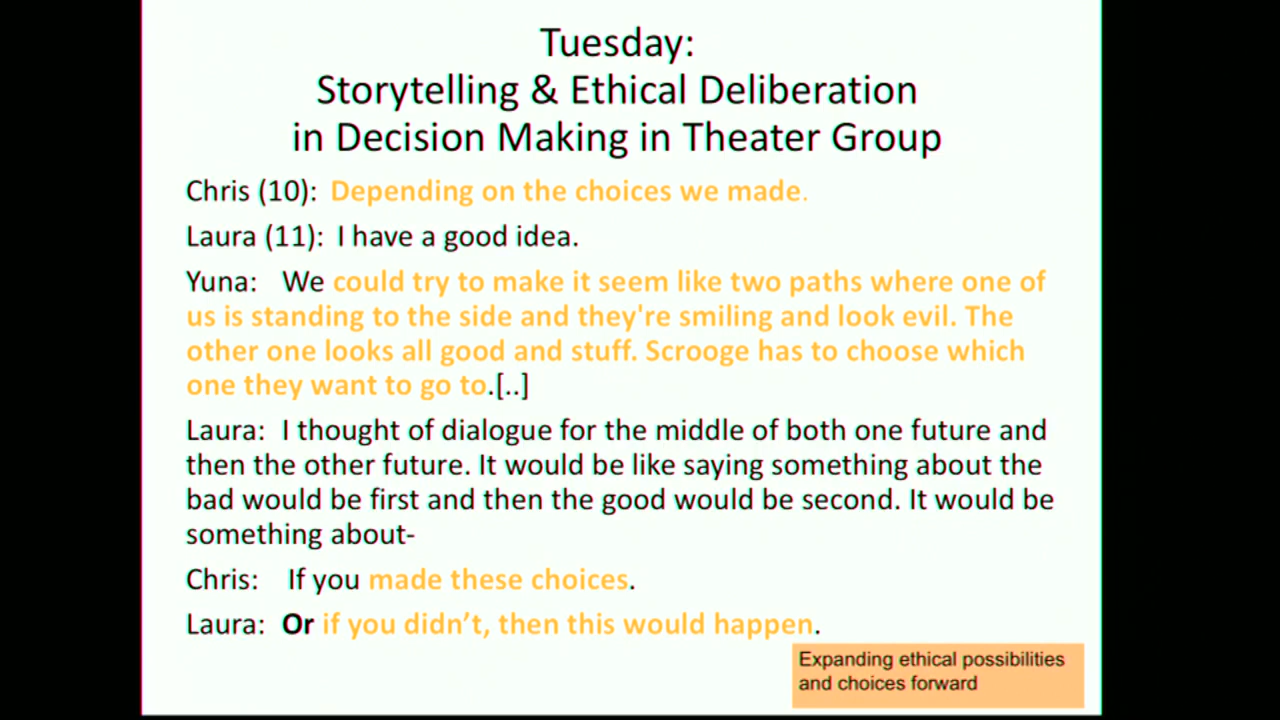 Tuesday:
Storytelling & Ethical Deliberation
in Decision Making in Theater Group
Chris (10): Depending on the choices we made.
Laura (11): I have a good idea.
Yuna: We could try to make it seem like two paths where one of
us is standing to the side and they're smiling and look evil. The
other one looks all good and stuff. Scrooge has to choose which
one they want to go to.[..]
Laura: I thought of dialogue for the middle of both one future and
then the other future. It would be like saying something about the
bad would be first and then the good would be second. It would be
something about-
Chris: If you made these choices.
Laura: Or if you didn’t, then this would happen.
Expanding ethical possibilities
and choices forward